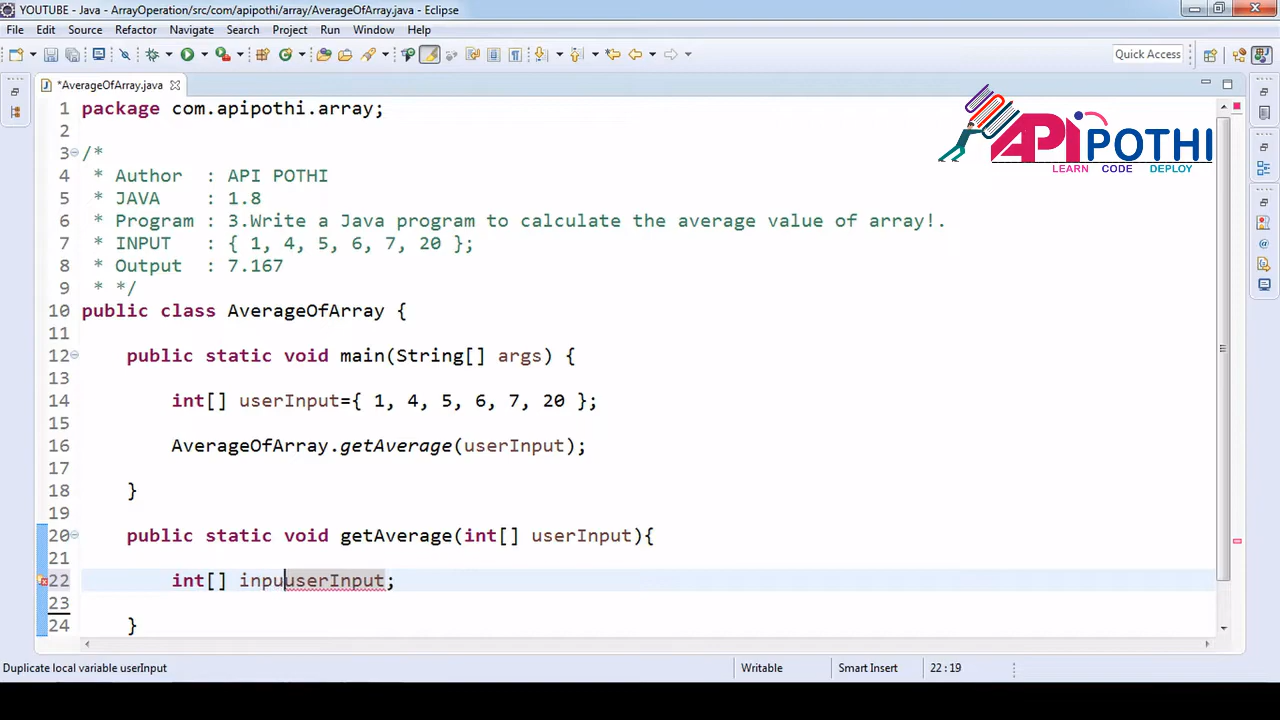 YOUTUBE - Java - ArrayOperation/src/com/apipothi/array/AverageOfArray.java - Eclipse
File Edit Source Refactor Navigate Search Project Run Window Help
Quick Access
*AverageOfArray.java
1 package com.apipothi.array;
2
3 /*
4 * Author : API POTHI
5 * JAVA : 1.8
6 * Program : 3.Write a Java program to calculate the average value of array!.
7 * INPUT : { 1, 4, 5, 6, 7, 20 };
8 * Output : 7.167
9 * */
10 public class AverageOfArray {
11
12 public static void main(String[] args) {
13
14 int[] userInput={ 1, 4, 5, 6, 7, 20 };
15
16 AverageOfArray.getAverage(userInput);
17
18 }
19
20 public static void getAverage(int[] userInput){
21
22 int[] inpuuserInput;
23
24 }
API POTHI
LEARN CODE DEPLOY
Duplicate local variable userInput
Writable
Smart Insert
22 : 19